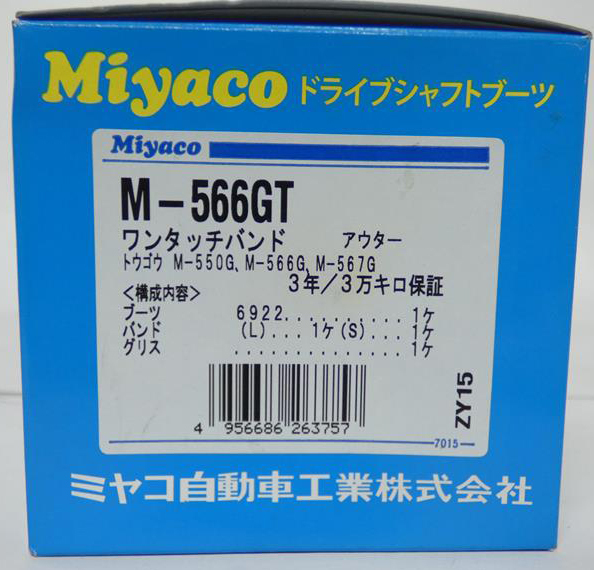 Miyaco ドライブシャフトブーツ
Miyaco
M-566GT
ワンタッチバンド アウター
トウゴウ M-550G、M-566G、M-567G
3年/3万キロ保証
<構成内容>
ブーツ 6922..........1ケ
バンド (L)...1ケ(S)...1ケ
グリス ...............1ケ
4 956686 263757
ZY15
7015
ミヤコ自動車工業株式会社